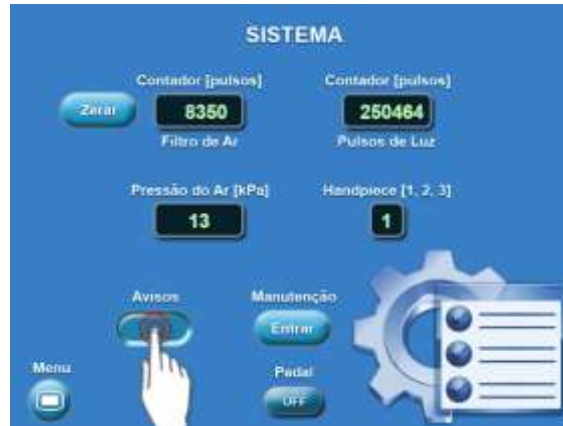 SISTEMA
Contador [pulsos] Contador [pulsos]
Zerar 8350 250464
Filtro de Ar Pulsos de Luz
Pressão do Ar [kPa] Handpiece [1, 2, 3]
13 1
Avisos Manutenção
Entrar
Menu Pedal
OFF